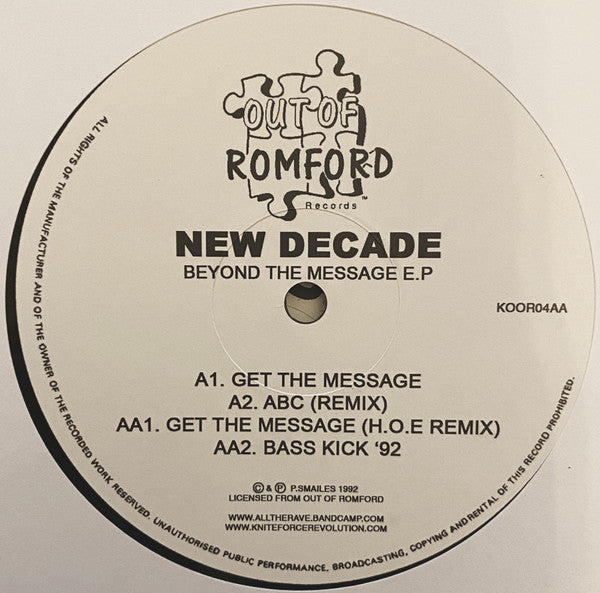 OUT OF
ROMFORD
Records
™
NEW DECADE
BEYOND THE MESSAGE E.P
KOOR04AA
A1. GET THE MESSAGE
A2. ABC (REMIX)
AA1. GET THE MESSAGE (H.O.E REMIX)
AA2. BASS KICK ‘92
© & ℗ P.SMAILES 1992
LICENSED FROM OUT OF ROMFORD
WWW.ALLTHERAVE.BANDCAMP.COM
WWW.KNITEFORCEREVOLUTION.COM
ALL RIGHTS OF THE MANUFACTURER AND OF THE OWNER OF THE RECORDED WORK RESERVED. UNAUTHORISED PUBLIC PERFORMANCE, BROADCASTING, COPYING ANDRENTAL OF THIS RECORD PROHIBITED.